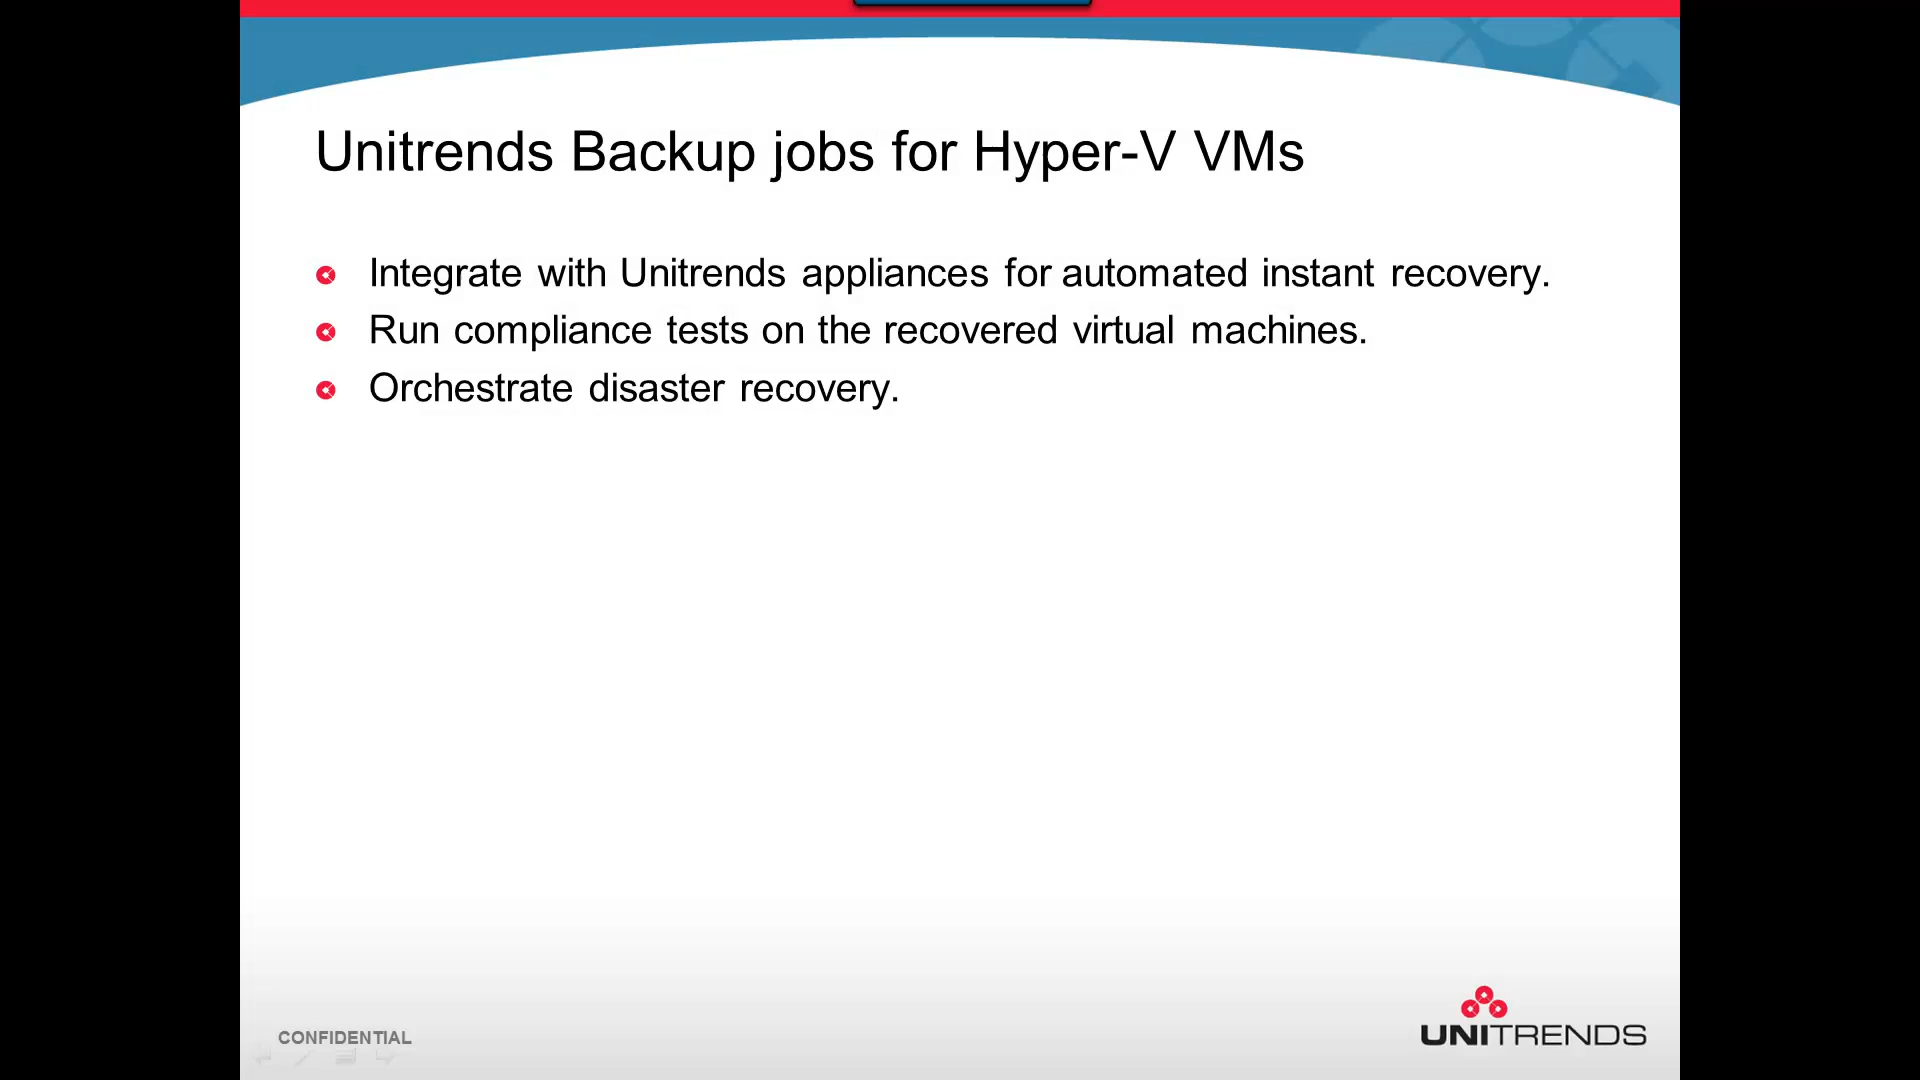 Unitrends Backup jobs for Hyper-V VMs
Integrate with Unitrends appliances for automated instant recovery.
Run compliance tests on the recovered virtual machines.
Orchestrate disaster recovery.
CONFIDENTIAL
UNITRENDS